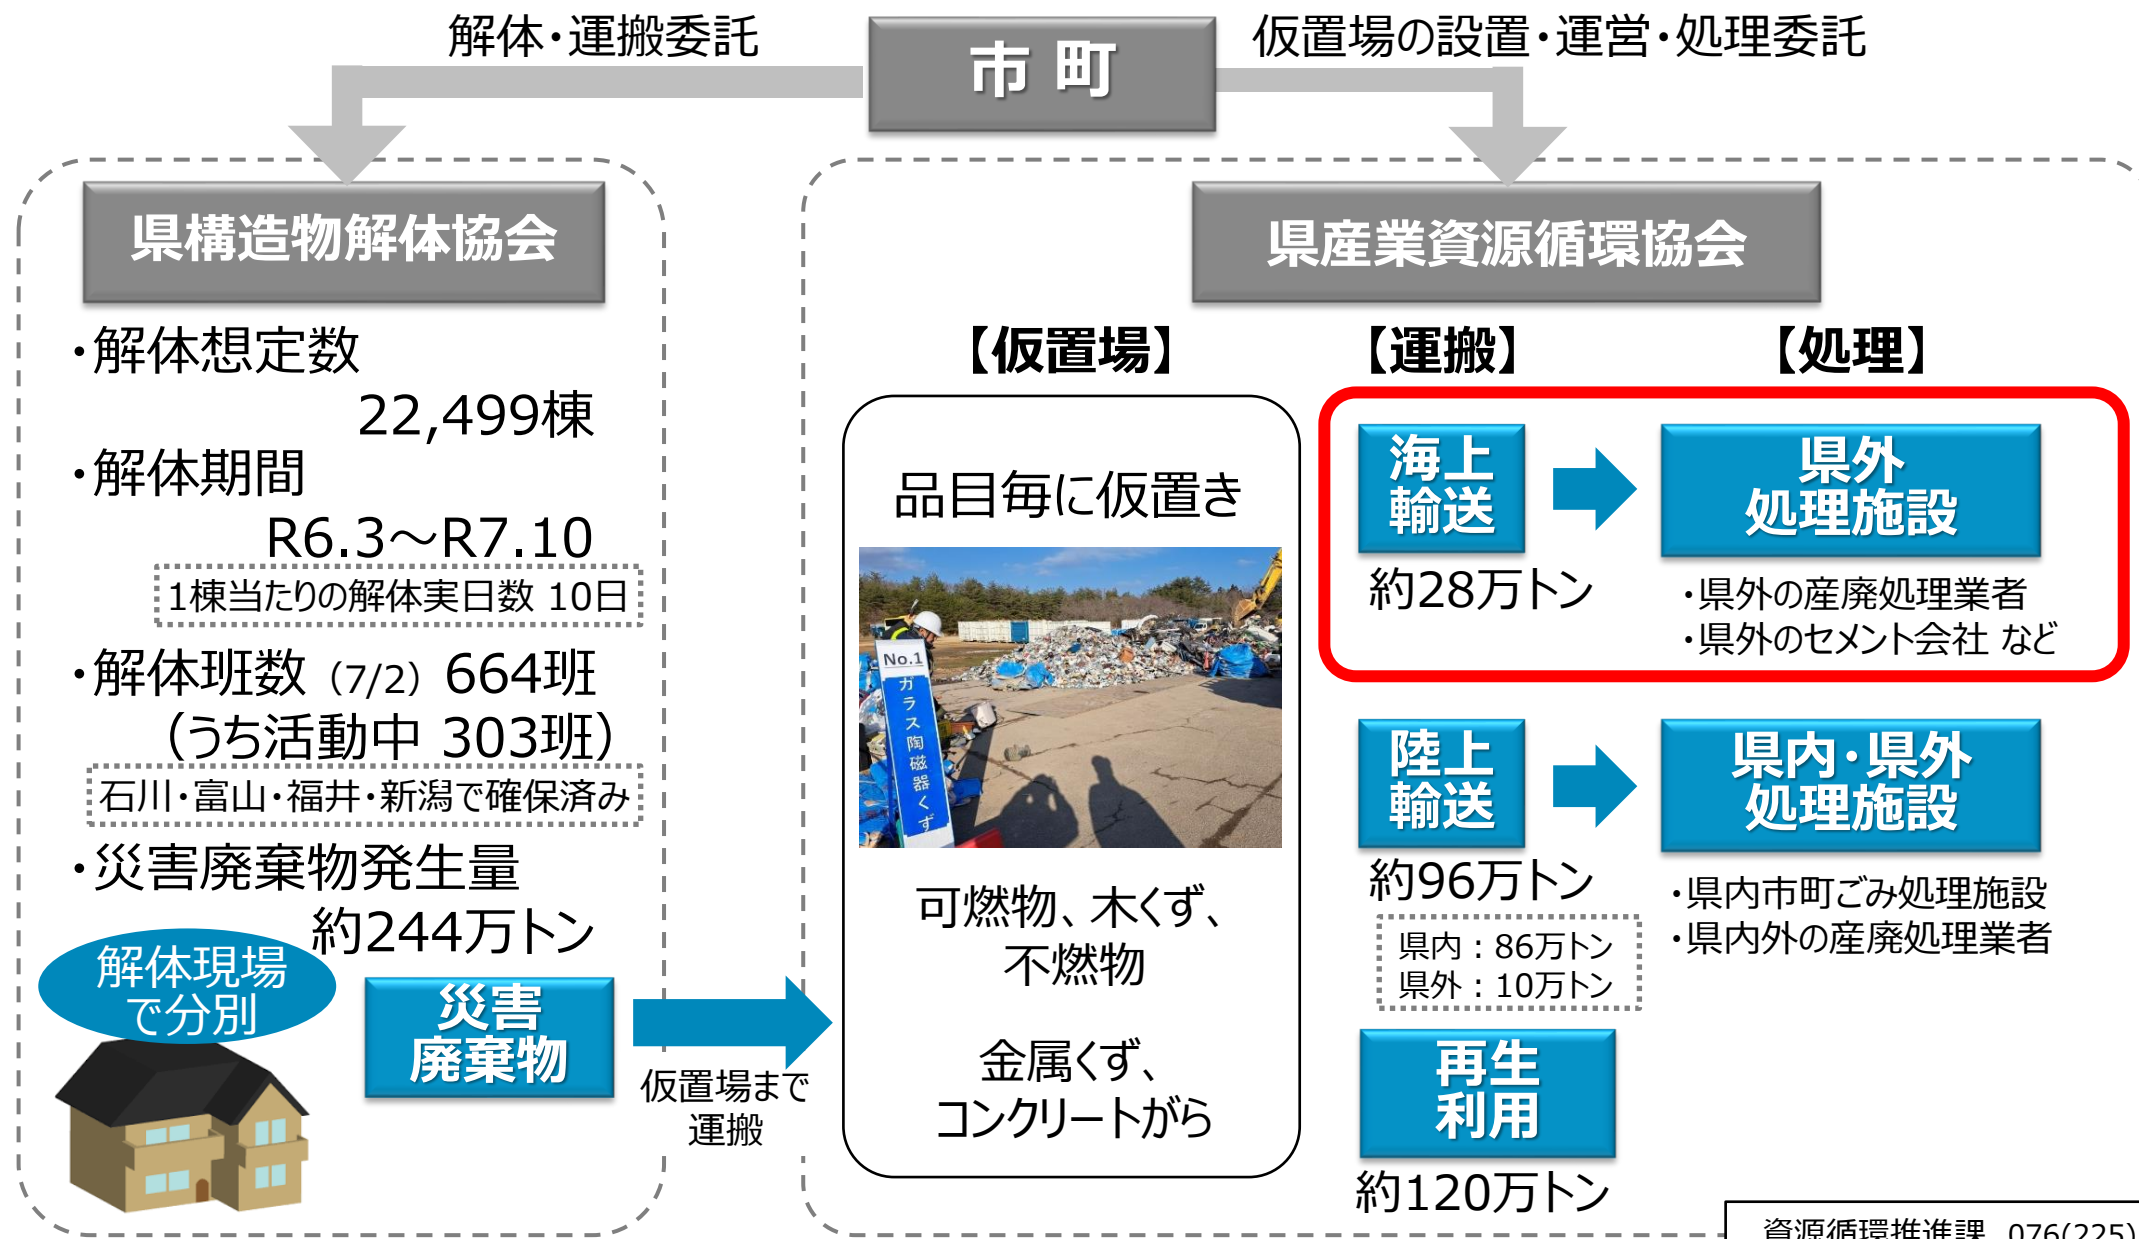 解体・運搬委託
市 町
仮置場の設置・運営・処理委託
県構造物解体協会
・解体想定数
22,499棟
・解体期間
R6.3～R7.10
1棟当たりの解体実日数 10日
・解体班数（7/2）664班
（うち活動中 303班）
石川・富山・福井・新潟で確保済み
・災害廃棄物発生量
約244万トン
解体現場
で分別
災害
廃棄物
仮置場まで
運搬
県産業資源循環協会
【仮置場】
品目毎に仮置き
No.1
ガラス陶磁器くず
可燃物、木くず、
不燃物
金属くず、
コンクリートがら
【運搬】
【処理】
海上
輸送
約28万トン
県外
処理施設
・県外の産廃処理業者
・県外のセメント会社 など
陸上
輸送
約96万トン
県内：86万トン
県外：10万トン
県内・県外
処理施設
・県内市町ごみ処理施設
・県内外の産廃処理業者
再生
利用
約120万トン
資源循環推進課 076(225)